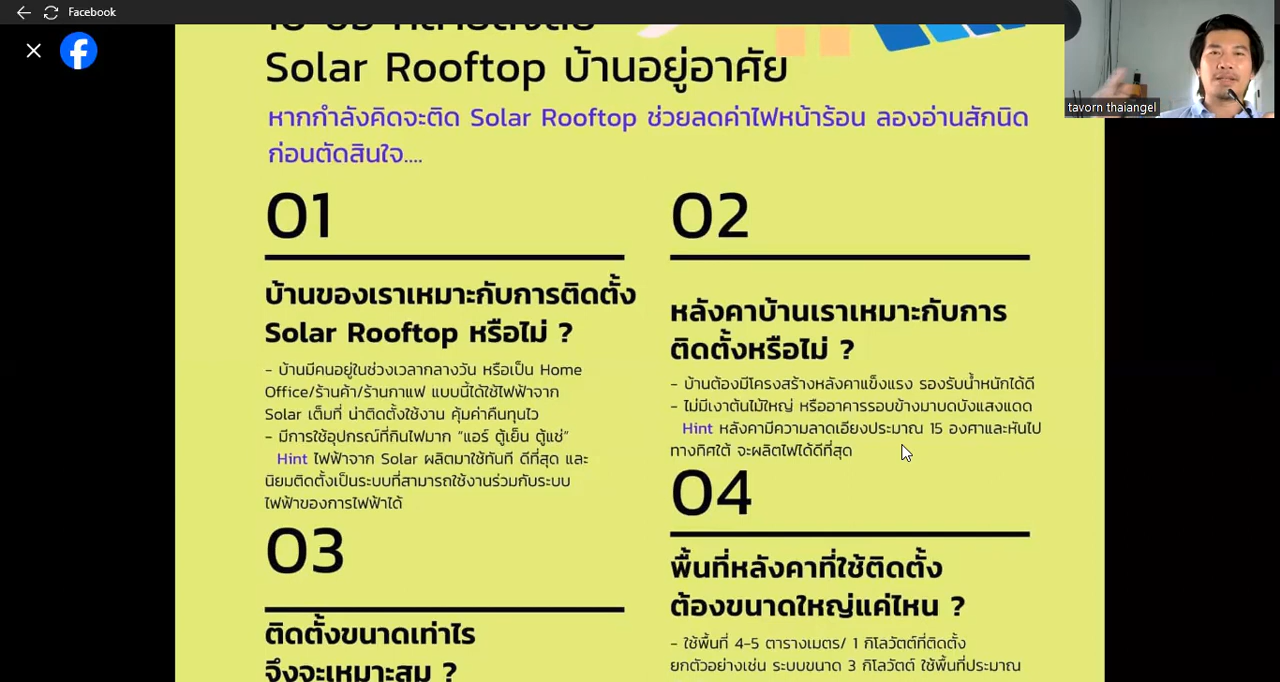 Facebook
tavorn thaiangel
Solar Rooftop บ้านอยู่อาศัย
หากกำลังคิดจะติด Solar Rooftop ช่วยลดค่าไฟหน้าร้อน ลองอ่านสักนิด
ก่อนตัดสินใจ....
01
บ้านของเราเหมาะกับการติดตั้ง
Solar Rooftop หรือไม่ ?
- บ้านมีคนอยู่ในช่วงเวลากลางวัน หรือเป็น Home
Office/ร้านค้า/ร้านกาแฟ แบบนี้ได้ใช้ไฟฟ้าจาก
Solar เต็มที่ น่าติดตั้งใช้งาน คุ้มค่าคืนทุนไว
- มีการใช้อุปกรณ์ที่กินไฟมาก “แอร์ ตู้เย็น ตู้แช่”
Hint ไฟฟ้าจาก Solar ผลิตมาใช้ทันที ดีที่สุด และ
นิยมติดตั้งเป็นระบบที่สามารถใช้งานร่วมกับระบบ
ไฟฟ้าของการไฟฟ้าได้
02
หลังคาบ้านเราเหมาะกับการ
ติดตั้งหรือไม่ ?
- บ้านต้องมีโครงสร้างหลังคาแข็งแรง รองรับน้ำหนักได้ดี
- ไม่มีเงาต้นไม้ใหญ่ หรืออาคารรอบข้างมาบดบังแสงแดด
Hint หลังคามีความลาดเอียงประมาณ 15 องศาและหันไป
ทางทิศใต้ จะผลิตไฟได้ดีที่สุด
03
ติดตั้งขนาดเท่าไร
จึงจะเหมาะสม ?
04
พื้นที่หลังคาที่ใช้ติดตั้ง
ต้องขนาดใหญ่แค่ไหน ?
- ใช้พื้นที่ 4-5 ตารางเมตร/ 1 กิโลวัตต์ที่ติดตั้ง
ยกตัวอย่างเช่น ระบบขนาด 3 กิโลวัตต์ ใช้พื้นที่ประมาณ